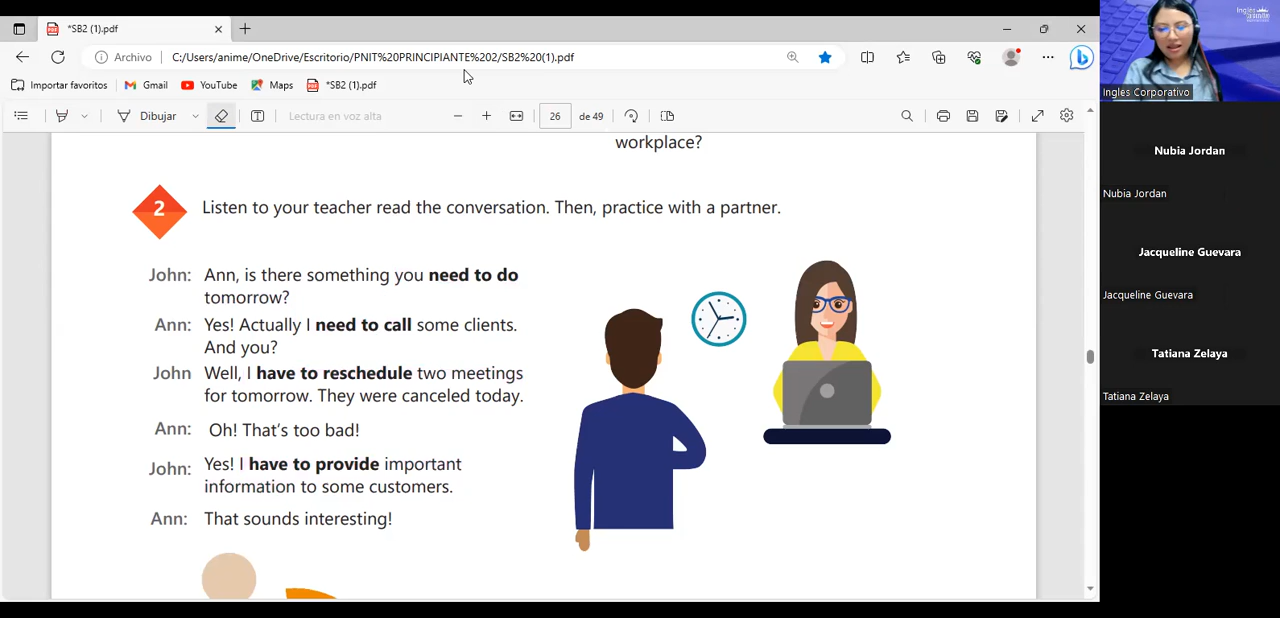 *SB2 (1).pdf
Archivo C:/Users/anime/OneDrive/Escritorio/PNIT%20PRINCIPIANTE%202/SB2%20(1).pdf
Importar favoritos Gmail YouTube Maps *SB2 (1).pdf
Dibujar Lectura en voz alta 26 de 49
workplace?
2 Listen to your teacher read the conversation. Then, practice with a partner.
John: Ann, is there something you need to do
tomorrow?
Ann: Yes! Actually I need to call some clients.
And you?
John Well, I have to reschedule two meetings
for tomorrow. They were canceled today.
Ann: Oh! That's too bad!
John: Yes! I have to provide important
information to some customers.
Ann: That sounds interesting!
Ingles Corporativo
Nubia Jordan
Nubia Jordan
Jacqueline Guevara
Jacqueline Guevara
Tatiana Zelaya
Tatiana Zelaya